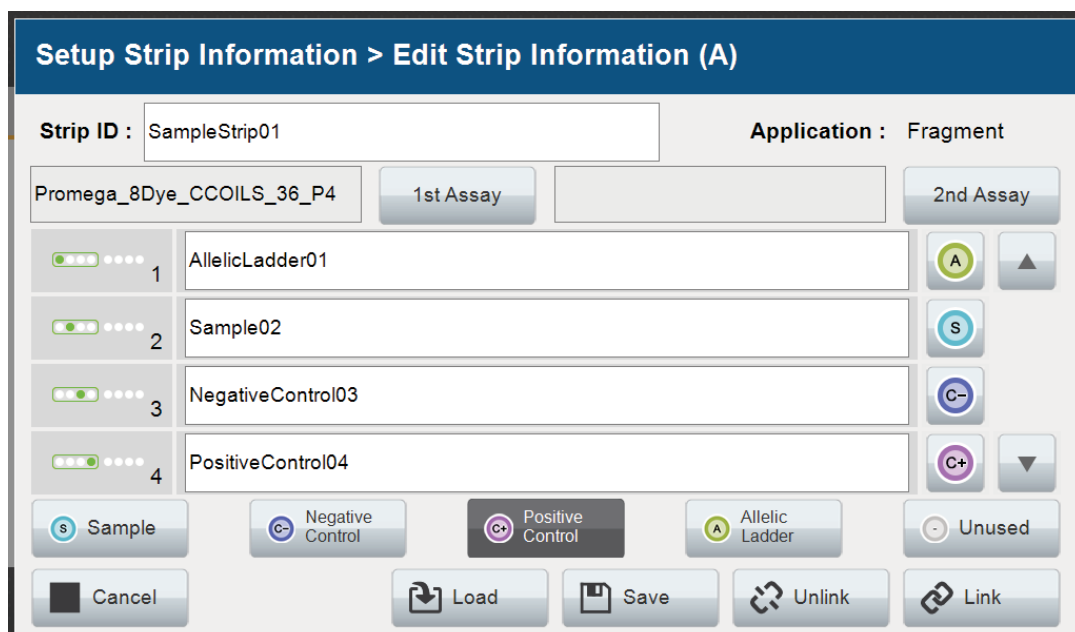 Setup Strip Information > Edit Strip Information (A)
Strip ID : SampleStrip01 Application : Fragment
Promega_8Dye_CCOILS_36_P4 1st Assay 2nd Assay
1 AllelicLadder01 A
2 Sample02 S
3 NegativeControl03 C-
4 PositiveControl04 C+
S Sample C- Negative Control C+ Positive Control A Allelic Ladder - Unused
Cancel Load Save Unlink Link